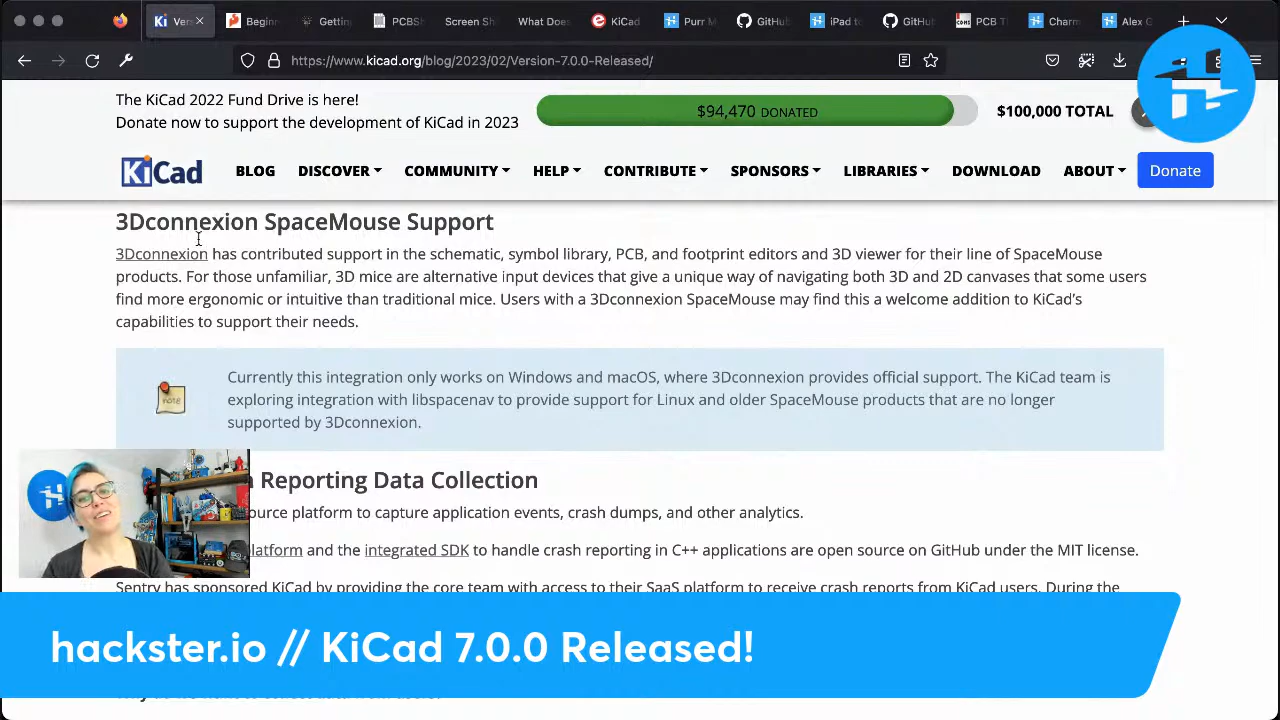 Ver
Begin
Gettin
PCBS
Screen Sh
What Does
KiCad
Purr M
GitHub
iPad to
GitHu
PCB T
Charm
Alex G
https://www.kicad.org/blog/2023/02/Version-7.0.0-Released/
The KiCad 2022 Fund Drive is here!
Donate now to support the development of KiCad in 2023
$94,470 DONATED
$100,000 TOTAL
KiCad
BLOG
DISCOVER
COMMUNITY
HELP
CONTRIBUTE
SPONSORS
LIBRARIES
DOWNLOAD
ABOUT
Donate
3Dconnexion SpaceMouse Support
3Dconnexion has contributed support in the schematic, symbol library, PCB, and footprint editors and 3D viewer for their line of SpaceMouse
products. For those unfamiliar, 3D mice are alternative input devices that give a unique way of navigating both 3D and 2D canvases that some users
find more ergonomic or intuitive than traditional mice. Users with a 3Dconnexion SpaceMouse may find this a welcome addition to KiCad's
capabilities to support their needs.
note
Currently this integration only works on Windows and macOS, where 3Dconnexion provides official support. The KiCad team is
exploring integration with libspacenav to provide support for Linux and older SpaceMouse products that are no longer
supported by 3Dconnexion.
Reporting Data Collection
ource platform to capture application events, crash dumps, and other analytics.
latform and the integrated SDK to handle crash reporting in C++ applications are open source on GitHub under the MIT license.
Sentry has sponsored KiCad by providing the core team with access to their SaaS platform to receive crash reports from KiCad users. During the
hackster.io // KiCad 7.0.0 Released!